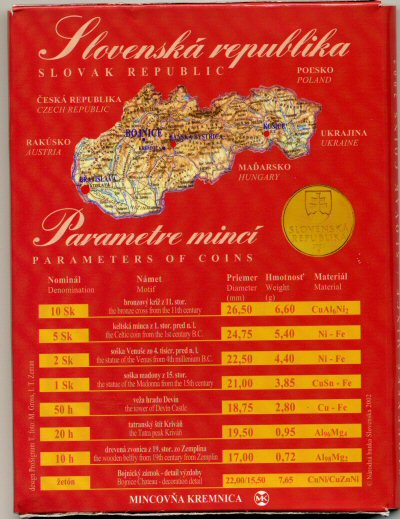 Slovenská republika
SLOVAK REPUBLIC
POĽSKO
POLAND
ČESKÁ REPUBLIKA
CZECH REPUBLIC
BOJNICE
KREMNICA
BANSKÁ BYSTRICA
KOŠICE
RAKÚSKO
AUSTRIA
UKRAJINA
UKRAINE
BRATISLAVA
MAĎARSKO
HUNGARY
SLOVENSKÁ
REPUBLIKA
Parametre mincí
PARAMETERS OF COINS
Nominál Námet Priemer Hmotnosť Materiál
Denomination Motif Diameter Weight Material
(mm) (g)
bronzový kríž z 11. stor.
10 Sk the bronze cross from the 11th century 26,50 6,60 CuAl6Ni2
keltská minca z 1. stor. pred n. l.
5 Sk the Celtic coin from the 1st century B.C. 24,75 5,40 Ni - Fe
soška Venuše zo 4. tisícr. pred n. l.
2 Sk the statue of the Venus from 4th millenium B.C. 22,50 4,40 Ni - Fe
soška madony z 15. stor.
1 Sk the statue of the Madonna from the 15th century 21,00 3,85 CuSn - Fe
veža hradu Devín
50 h the tower of Devín Castle 18,75 2,80 Cu - Fe
tatranský štít Kriváň
20 h the Tatra peak Kriváň 19,50 0,95 Al96Mg4
drevená zvonica z 19. stor. zo Zemplína
10 h the wooden belfry from 19th century from Zemplín 17,00 0,72 Al98Mg2
Bojnický zámok - detail výzdoby
žetón Bojnice Chateau - decoration detail 22,00/15,50 7,65 CuNi/CuZnNi
MINCOVŇA KREMNICA
© Národná banka Slovenska 2002